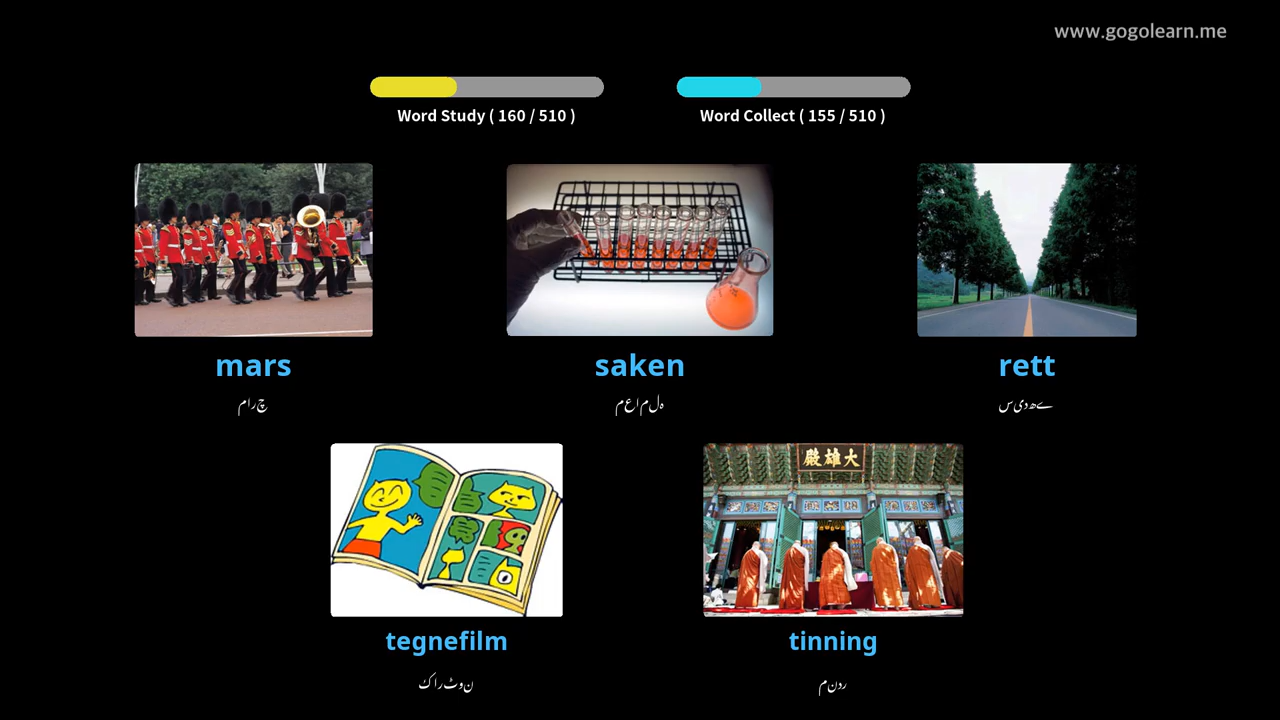 www.gogolearn.me
Word Study ( 160 / 510 )
Word Collect ( 155 / 510 )
mars
مارچ
saken
معاملہ
rett
سیدھے
大雄殿
tegnefilm
کارٹون
tinning
مندر